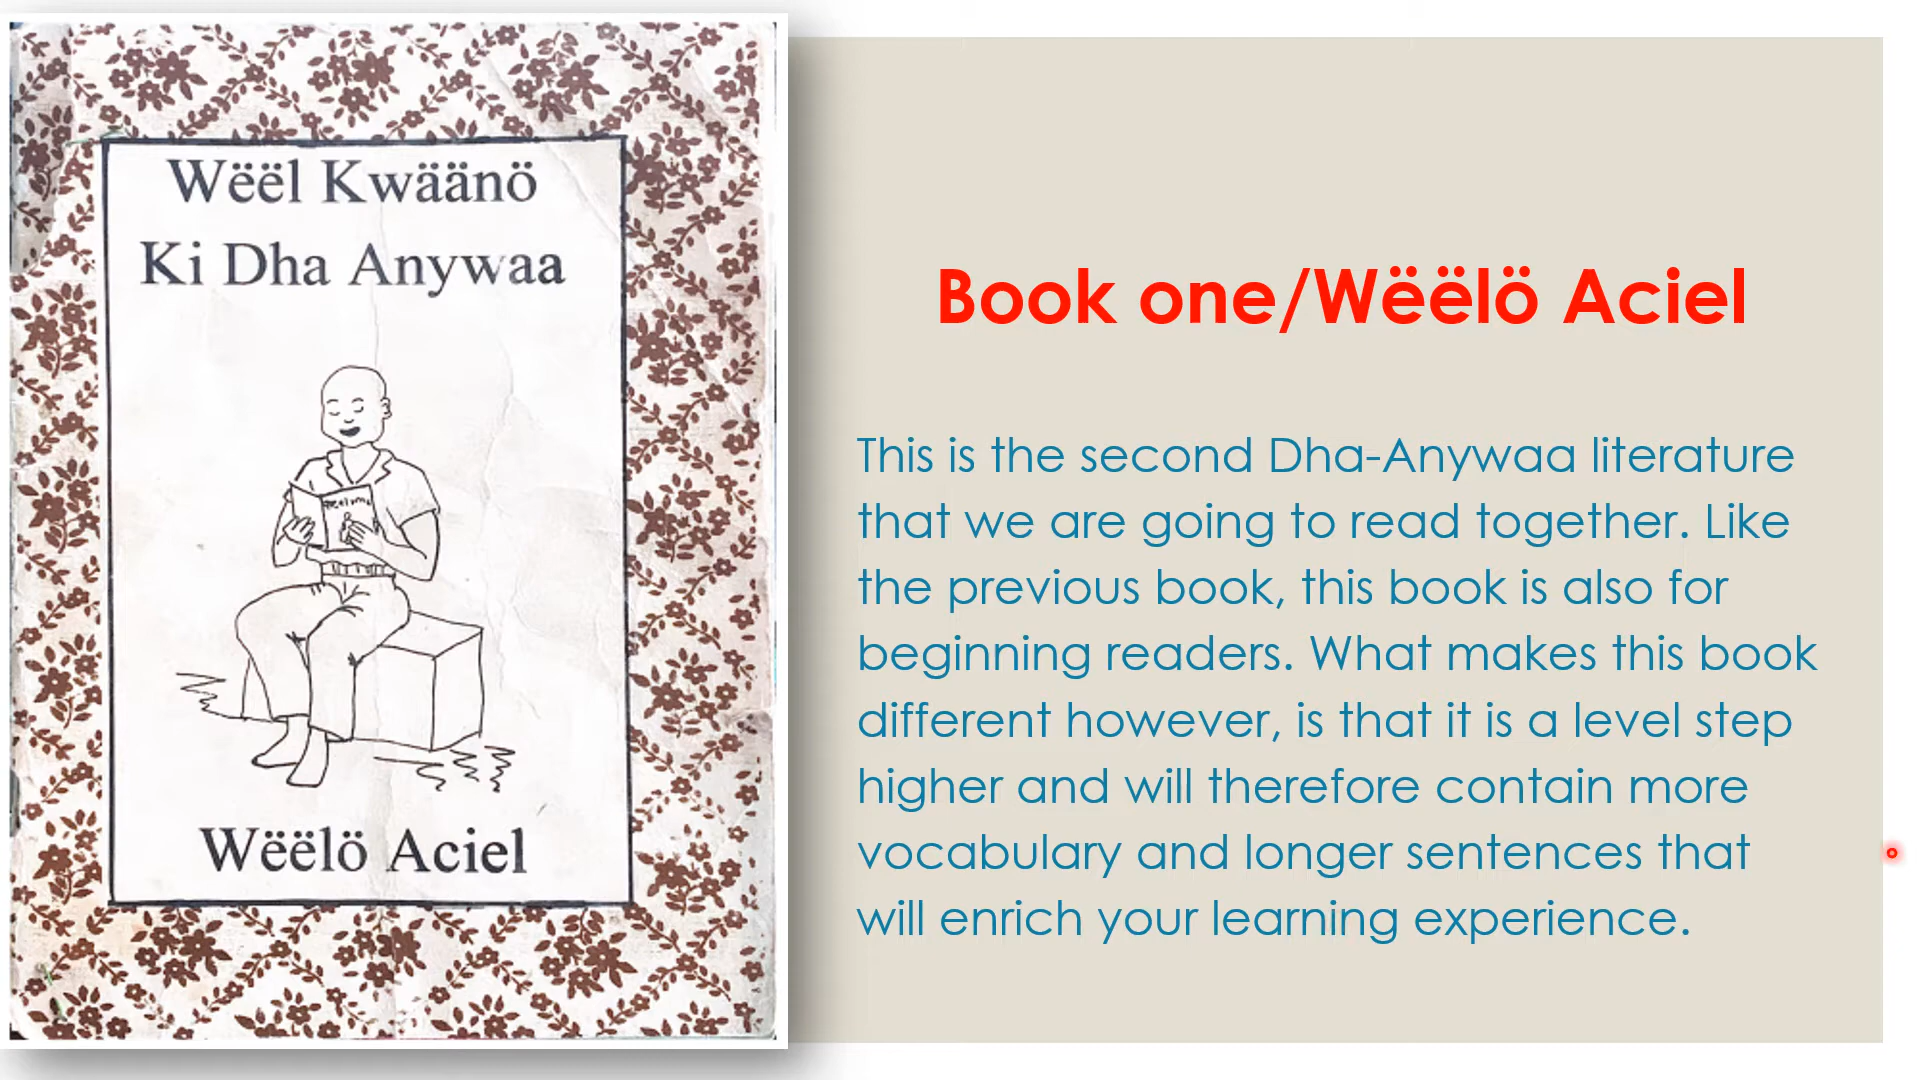 Wëël Kwäänö
Ki Dha Anywaa
Wëëlö Aciel
Book one/Wëëlö Aciel
This is the second Dha-Anywaa literature
that we are going to read together. Like
the previous book, this book is also for
beginning readers. What makes this book
different however, is that it is a level step
higher and will therefore contain more
vocabulary and longer sentences that
will enrich your learning experience.